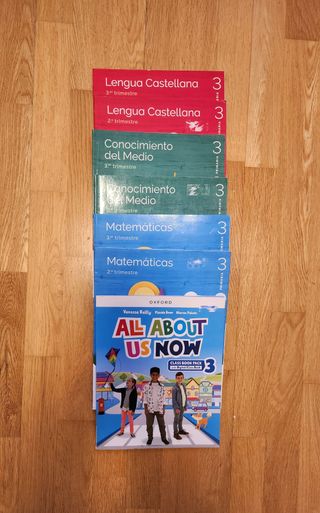 Lengua Castellana 3
3.er trimestre
Lengua Castellana 3
2.º trimestre
Conocimiento 3
del Medio
3.er trimestre
Conocimiento 3
del Medio
Matemáticas 3
3.er trimestre
Matemáticas 3
2.º trimestre
OXFORD
Vanessa Reilly
ALL ABOUT
US NOW
CLASS BOOK PACK 3